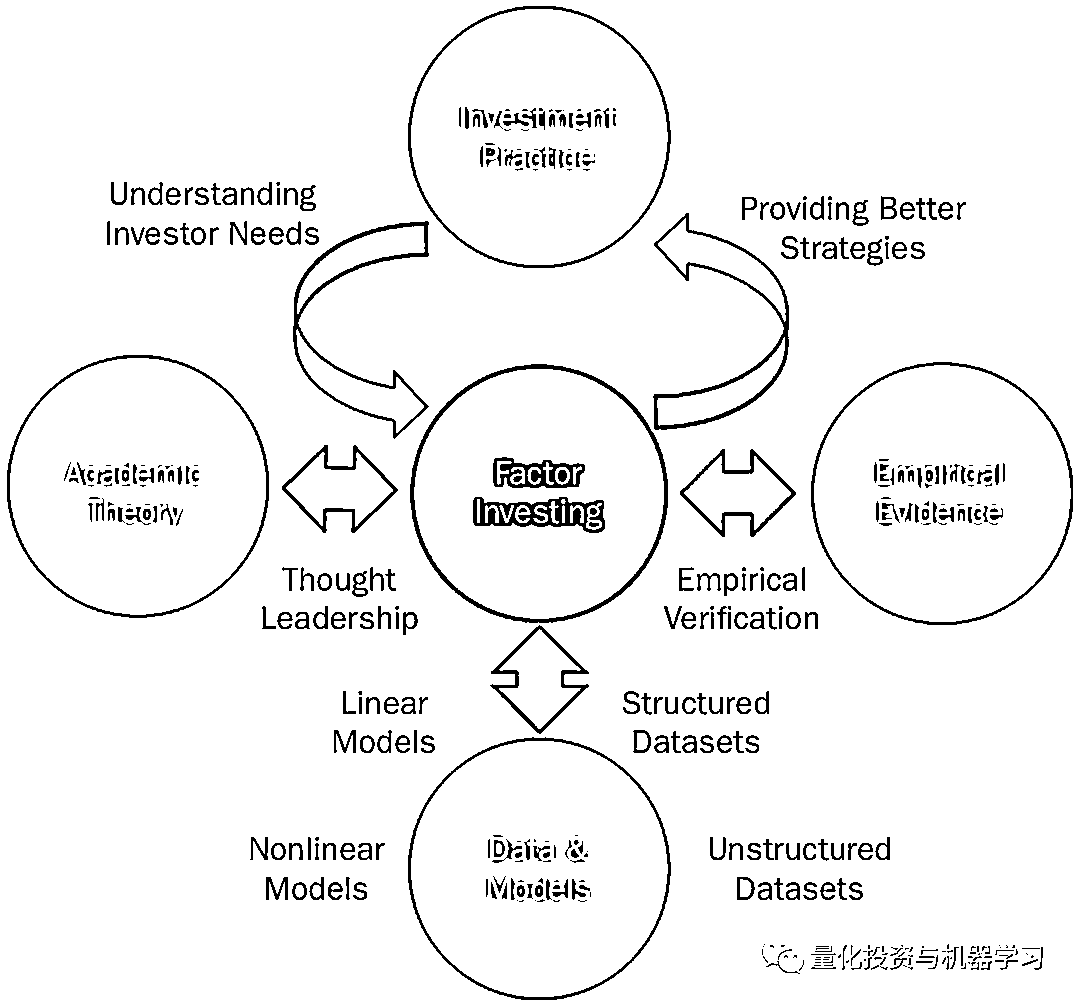 Investment
Practice
Understanding
Investor Needs
Providing Better
Strategies
Academic
Theory
Factor
Investing
Empirical
Evidence
Thought
Leadership
Empirical
Verification
Linear
Models
Structured
Datasets
Nonlinear
Models
Data &
Models
Unstructured
Datasets
量化投资与机器学习